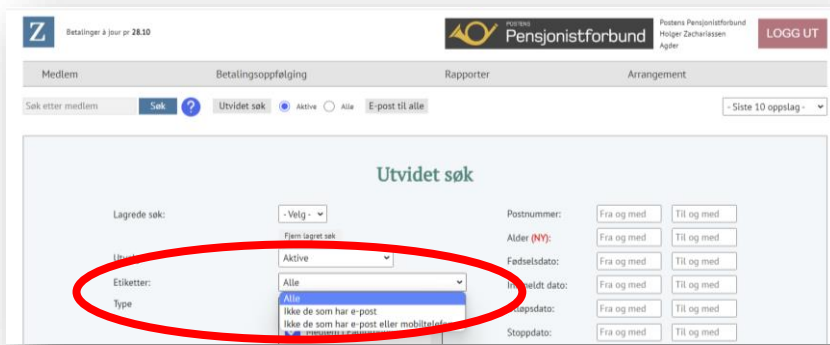 Z Betalinger à jour pr 28.10
POSTENS
Pensjonistforbund
Postens Pensjonistforbund
Holger Zachariassen
Agder
LOGG UT
Medlem Betalingsoppfølging Rapporter Arrangement
Søk etter medlem Søk ? Utvidet søk Aktive Alle E-post til alle - Siste 10 oppslag -
Utvidet søk
Lagrede søk: - Velg - Postnummer: Fra og med Til og med
Fjern lagret søk Alder (NY): Fra og med Til og med
Aktive Fødselsdato: Fra og med Til og med
Etiketter: Alle dato: Fra og med Til og med
Type Alle Fra og med Til og med
Ikke de som har e-post
Ikke de som har e-post eller
Stoppdato: Fra og med Til og med